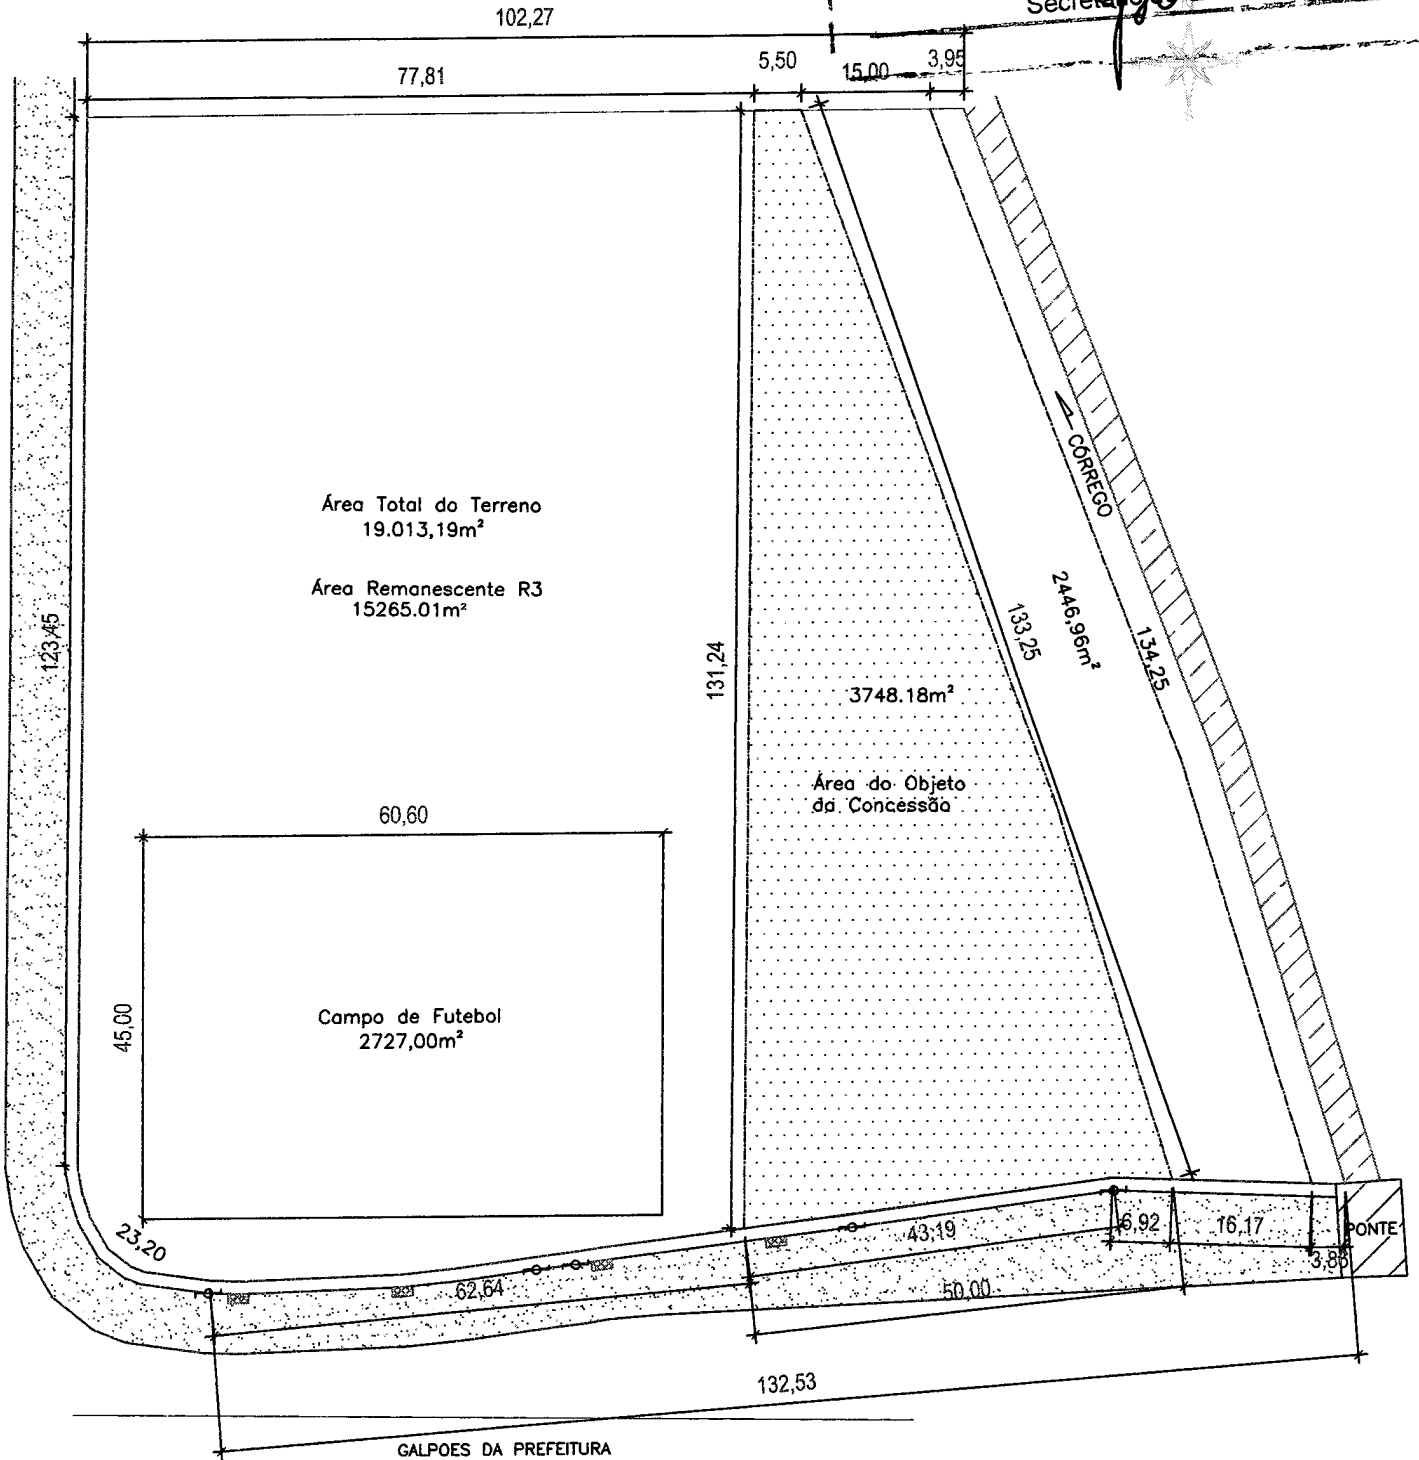 102,27
77,81
5,50
15,00
3,95
Área Total do Terreno
19.013,19m²
Área Remanescente R3
15265.01m²
123,45
131,24
133,25
2446,96m²
134,25
CÓRREGO
3748.18m²
Área do Objeto
da Concessão
60,60
45,00
Campo de Futebol
2727,00m²
23,20
62,64
43,19
6,92
16,17
3,83
PONTE
50,00
132,53
GALPOES DA PREFEITURA